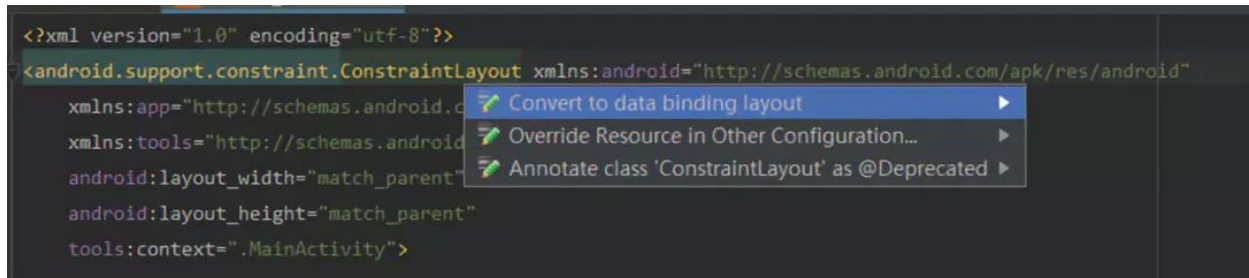 <?xml version="1.0" encoding="utf-8"?>
<android.support.constraint.ConstraintLayout xmlns:android="http://schemas.android.com/apk/res/android"
xmlns:app="http://schemas.android.c
Convert to data binding layout
xmlns:tools="http://schemas.android
Override Resource in Other Configuration...
android:layout_width="match_parent"
Annotate class 'ConstraintLayout' as @Deprecated
android:layout_height="match_parent"
tools:context=".MainActivity">